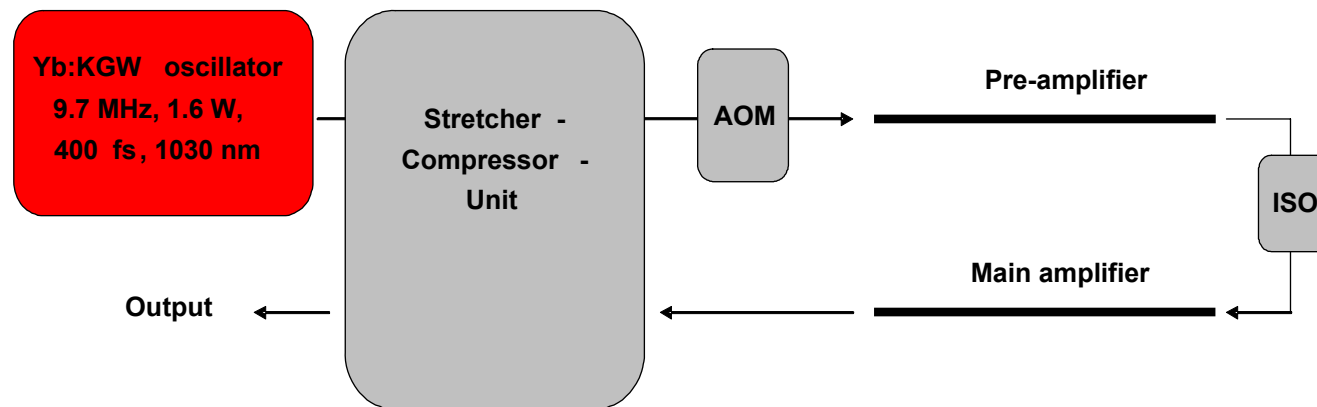 Yb:KGW oscillator
9.7 MHz, 1.6 W,
400 fs, 1030 nm
Stretcher -
Compressor -
Unit
AOM
Pre-amplifier
ISO
Main amplifier
Output